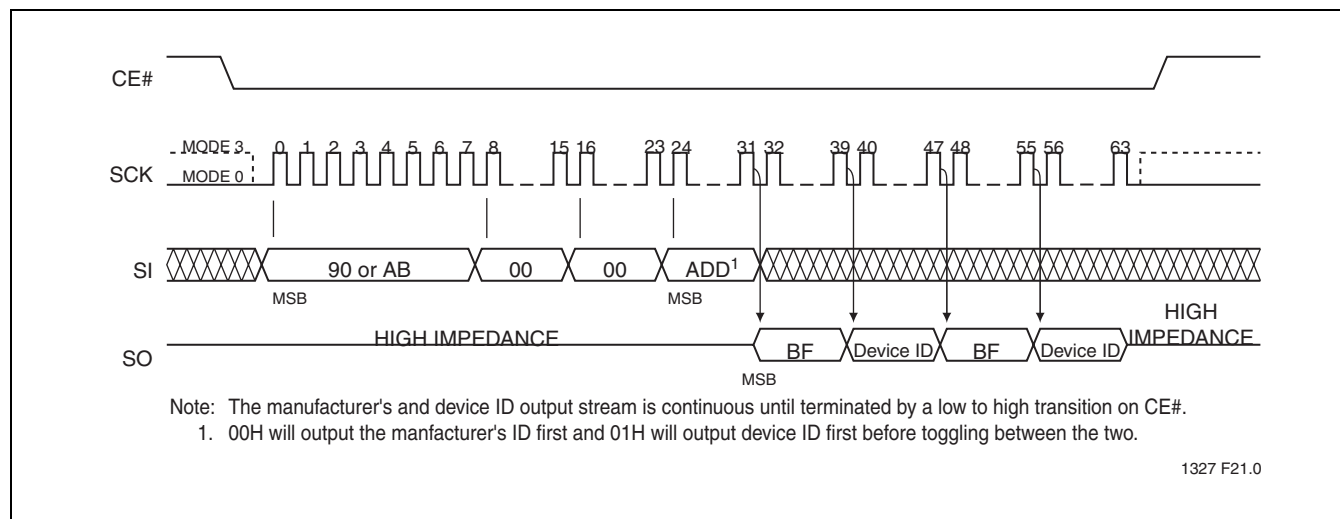 CE#
MODE 3 0 1 2 3 4 5 6 7 8 15 16 23 24 31 32 39 40 47 48 55 56 63
SCK MODE 0
SI 90 or AB 00 00 ADD1
MSB MSB
HIGH
HIGH IMPEDANCE IMPEDANCE
SO BF Device ID BF Device ID
MSB
Note: The manufacturer's and device ID output stream is continuous until terminated by a low to high transition on CE#.
1. 00H will output the manfacturer's ID first and 01H will output device ID first before toggling between the two.
1327 F21.0